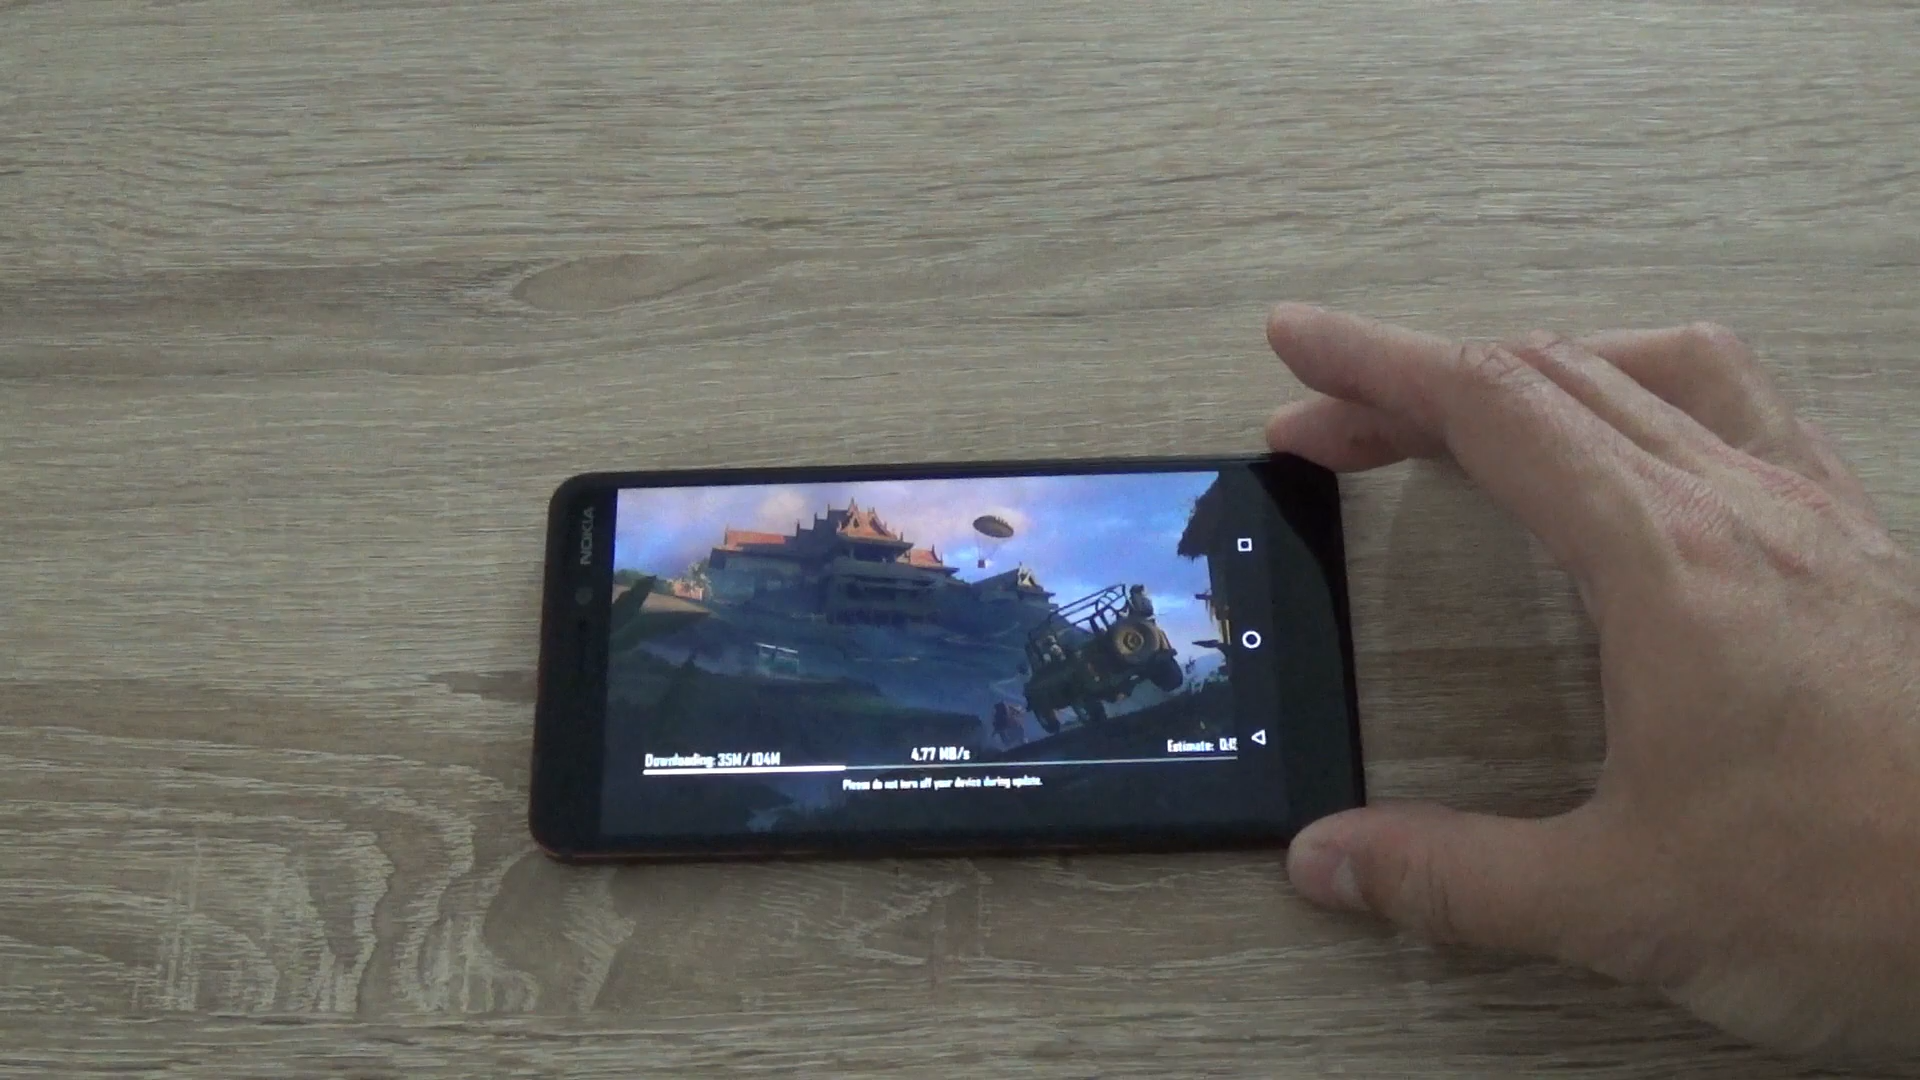 NOKIA
Downloading: 35M / 104M
4.77 MB/s
Estimate:
Please do not turn off your device during update.